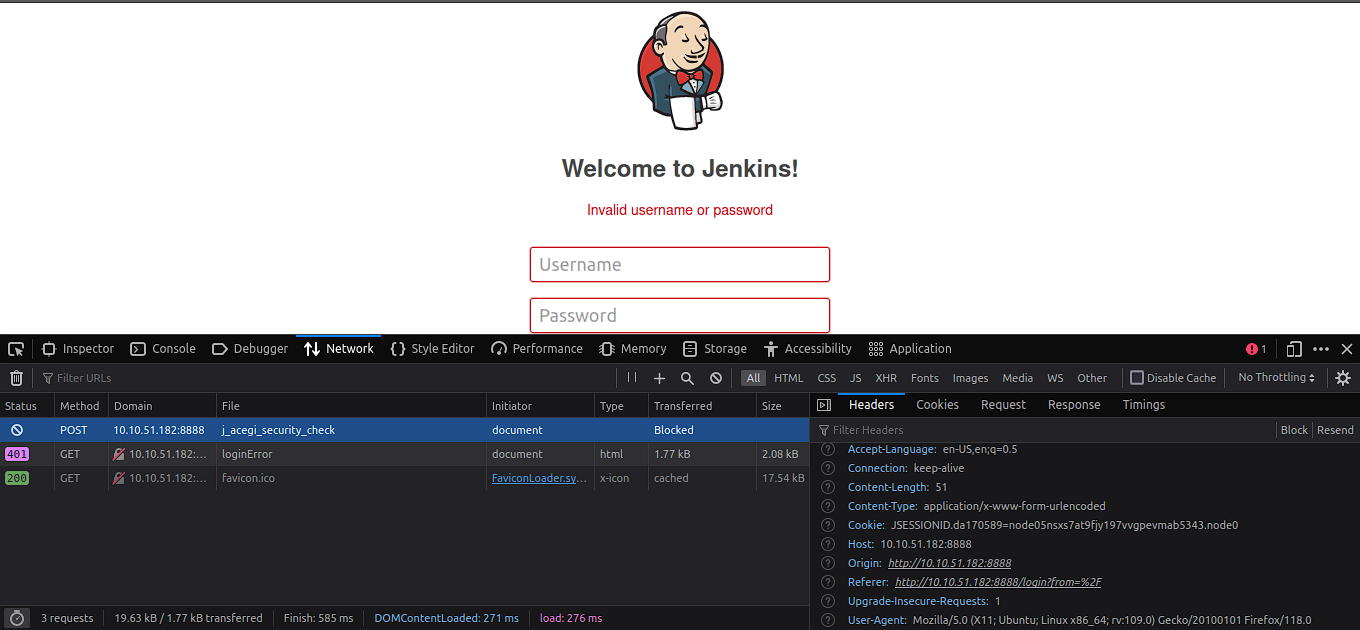 Welcome to Jenkins!
Invalid username or password
Username
Password
Inspector Console Debugger Network Style Editor Performance Memory Storage Accessibility Application 1
Filter URLs All HTML CSS JS XHR Fonts Images Media WS Other Disable Cache No Throttling
Status Method Domain File Initiator Type Transferred Size
POST 10.10.51.182:8888 j_acegi_security_check document Blocked
401 GET 10.10.51.182:... loginError document html 1.77 kB 2.08 kB
200 GET 10.10.51.182:... favicon.ico FaviconLoader.sy... x-icon cached 17.54 kB
3 requests 19.63 kB / 1.77 kB transferred Finish: 585 ms DOMContentLoaded: 271 ms load: 276 ms
Headers Cookies Request Response Timings
Filter Headers Block Resend
Accept-Language: en-US,en;q=0.5
Connection: keep-alive
Content-Length: 51
Content-Type: application/x-www-form-urlencoded
Cookie: JSESSIONID.da170589=node05nsxs7at9fjy197vvgpevmab5343.node0
Host: 10.10.51.182:8888
Origin: http://10.10.51.182:8888
Referer: http://10.10.51.182:8888/login?from=%2F
Upgrade-Insecure-Requests: 1
User-Agent: Mozilla/5.0 (X11; Ubuntu; Linux x86_64; rv:109.0) Gecko/20100101 Firefox/118.0